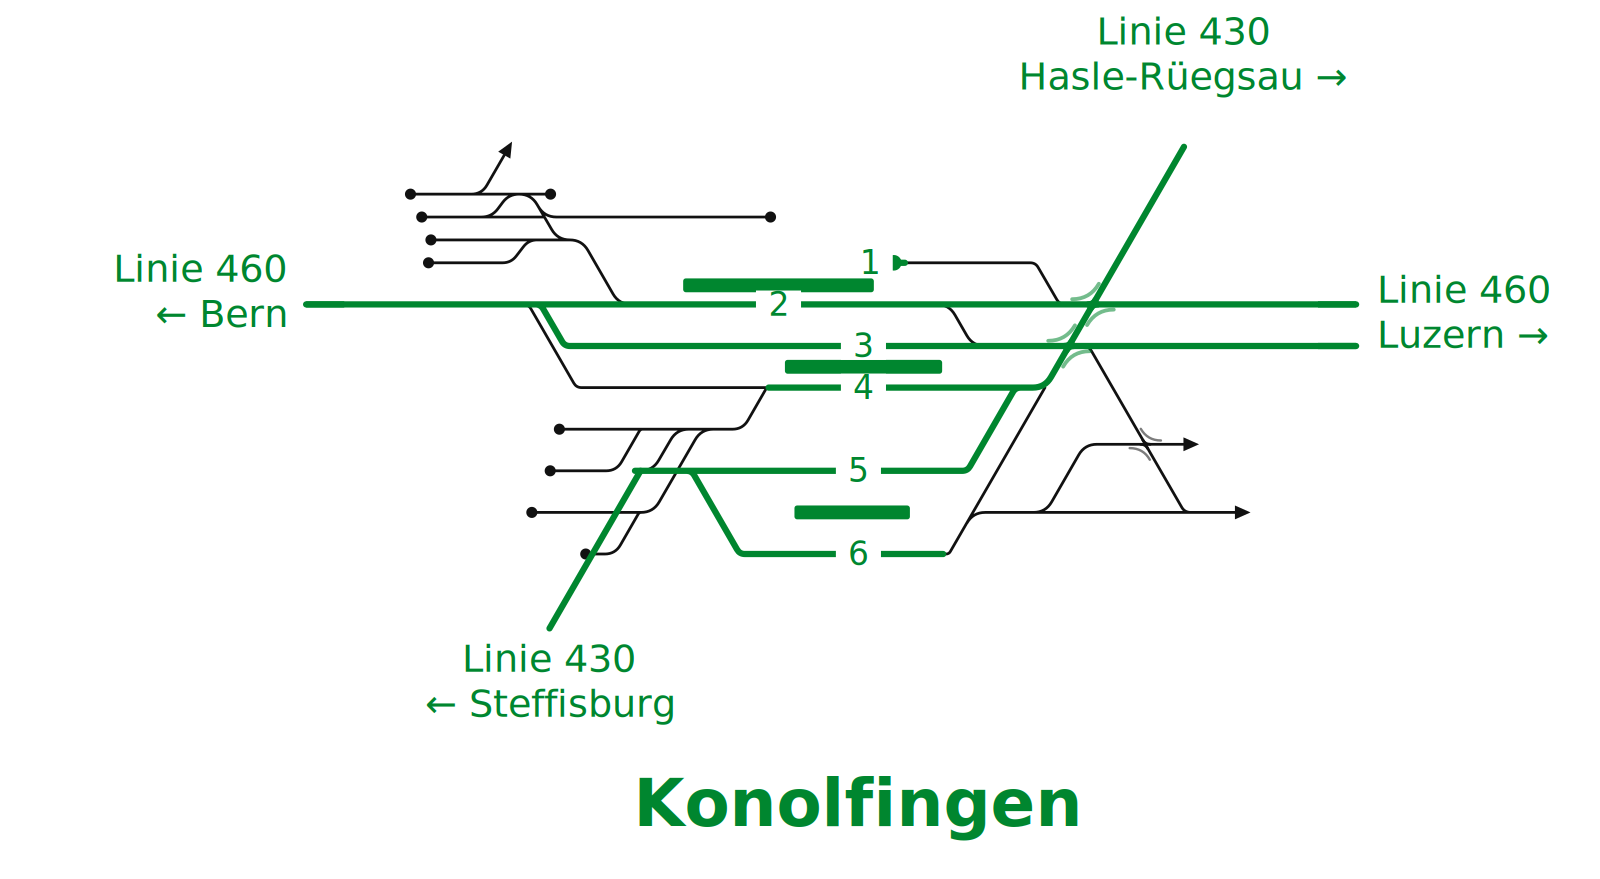 Linie 430
Hasle-Rüegsau →
Linie 460
← Bern
1
2
3
4
5
6
Linie 460
Luzern →
Linie 430
← Steffisburg
Konolfingen